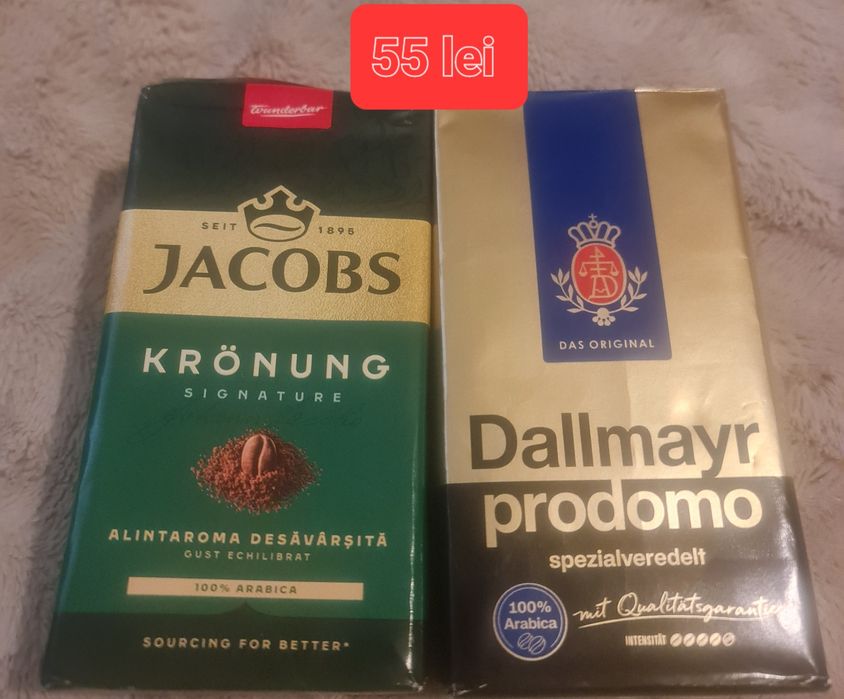 55 lei
Wunderbar
SEIT 1895
JACOBS
KRÖNUNG
SIGNATURE
ALINTAROMA DESĂVÂRȘITĂ
GUST ECHILIBRAT
100% ARABICA
SOURCING FOR BETER*
DAS ORIGINAL
Dallmayr
prodomo
spezialveredelt
100%
Arabica
mit Qualitätsgarantie
INTENSITÄT